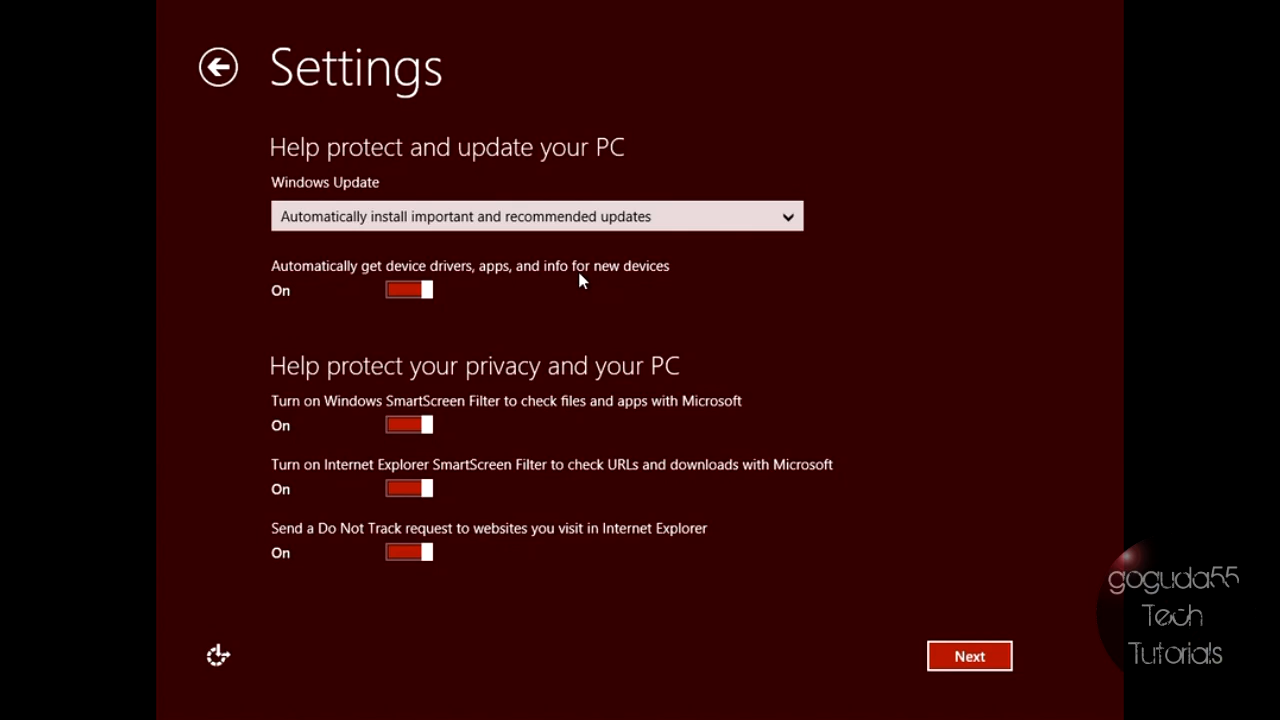 Settings
Help protect and update your PC
Windows Update
Automatically install important and recommended updates
Automatically get device drivers, apps, and info for new devices
On
Help protect your privacy and your PC
Turn on Windows SmartScreen Filter to check files and apps with Microsoft
On
Turn on Internet Explorer SmartScreen Filter to check URLs and downloads with Microsoft
On
Send a Do Not Track request to websites you visit in Internet Explorer
On
Next
goguda55
Tech
Tutorials